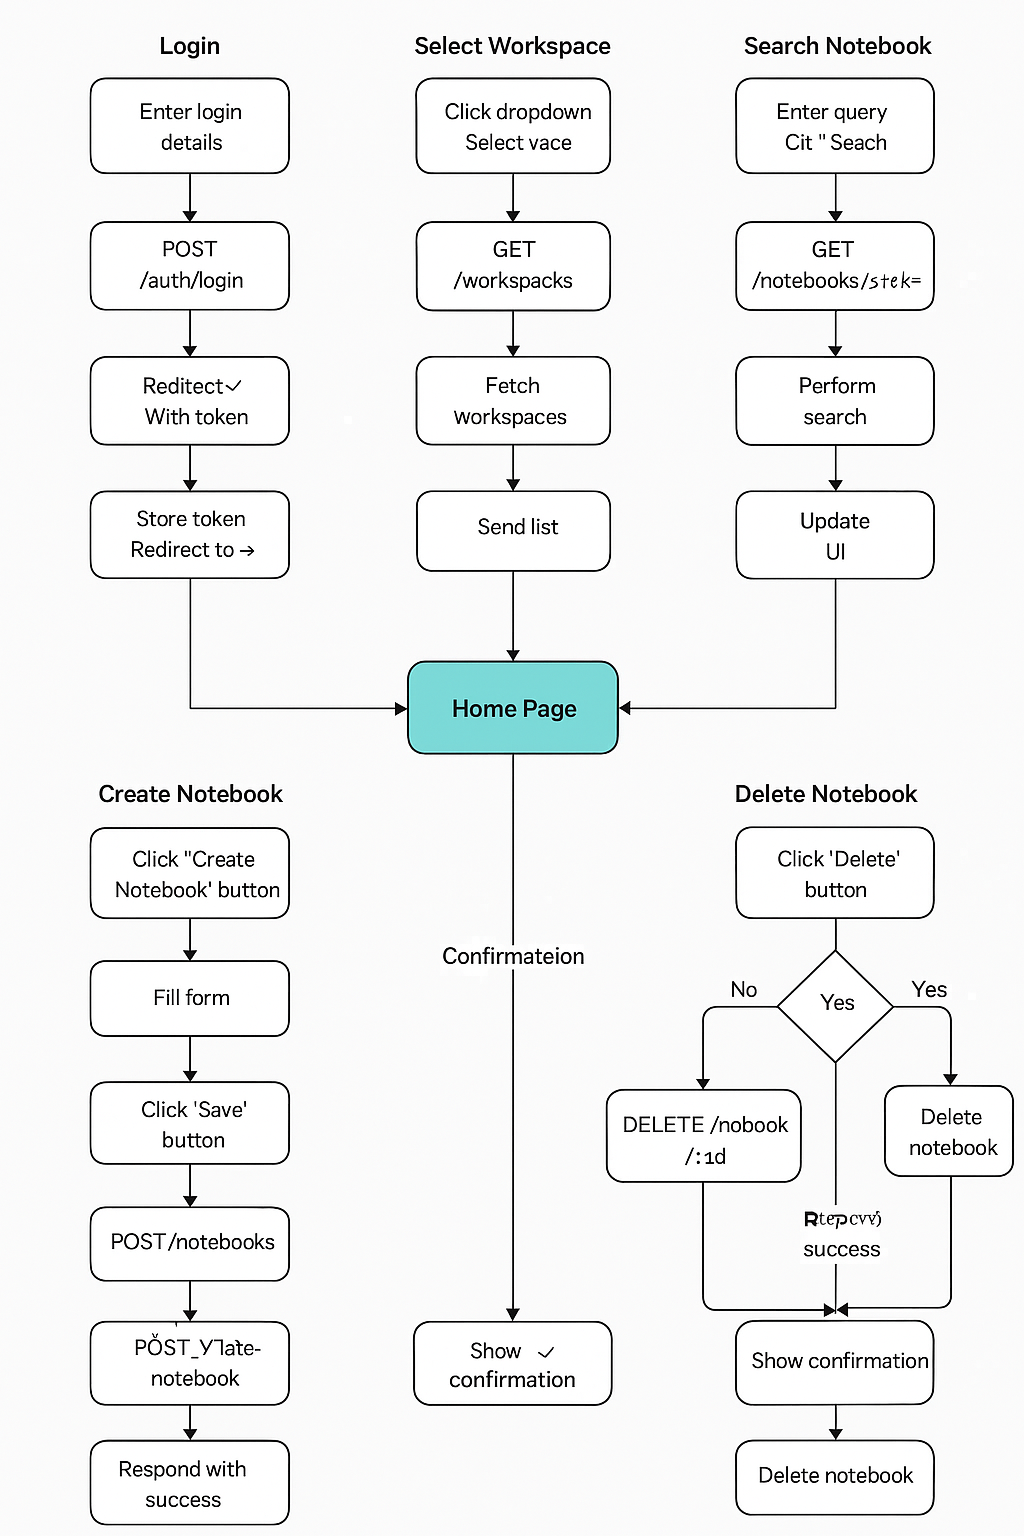 Login
Enter login
details
POST
/auth/login
Reditect✓
With token
Store token
Redirect to →
Select Workspace
Click dropdown
Select vace
GET
/workspacks
Fetch
workspaces
Send list
Search Notebook
Enter query
Cit " Seach
GET
/notebooks/stek=
Perform
search
Update
UI
Home Page
Create Notebook
Click "Create
Notebook' button
Fill form
Click 'Save'
button
POST/notebooks
notebook
Respond with
success
Confirmateion
Show ✓
confirmation
Delete Notebook
Click 'Delete'
button
No
Yes
Yes
DELETE /nobook
/:1d
Delete
notebook
success
Show confirmation
Delete notebook